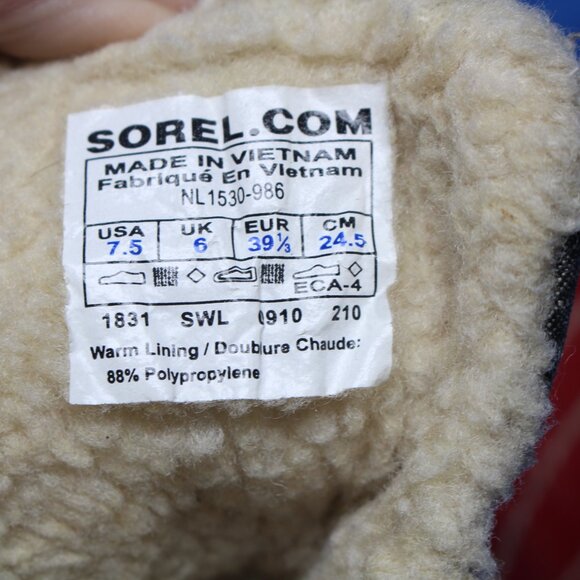 SOREL.COM
MADE IN VIETNAM
Fabriqué En Vietnam
NL1530-986
USA UK EUR CM
7.5 6 39⅓ 24.5
ECA-4
1831 SWL 0910 210
Warm Lining / Doublure Chaude:
88% Polypropylene